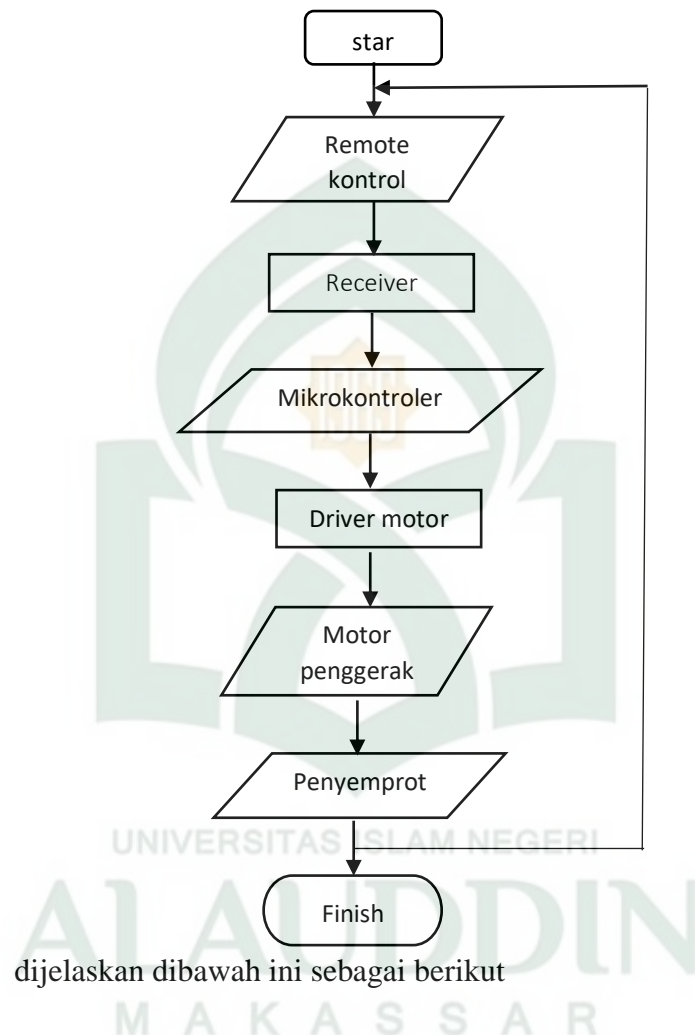 star
Remote
kontrol
Receiver
Mikrokontroler
Driver motor
Motor
penggerak
Penyemprot
UNIVERSITAS ISLAM NEGERI
Finish
ALAUDDIN
dijelaskan dibawah ini sebagai berikut
MAKASSAR